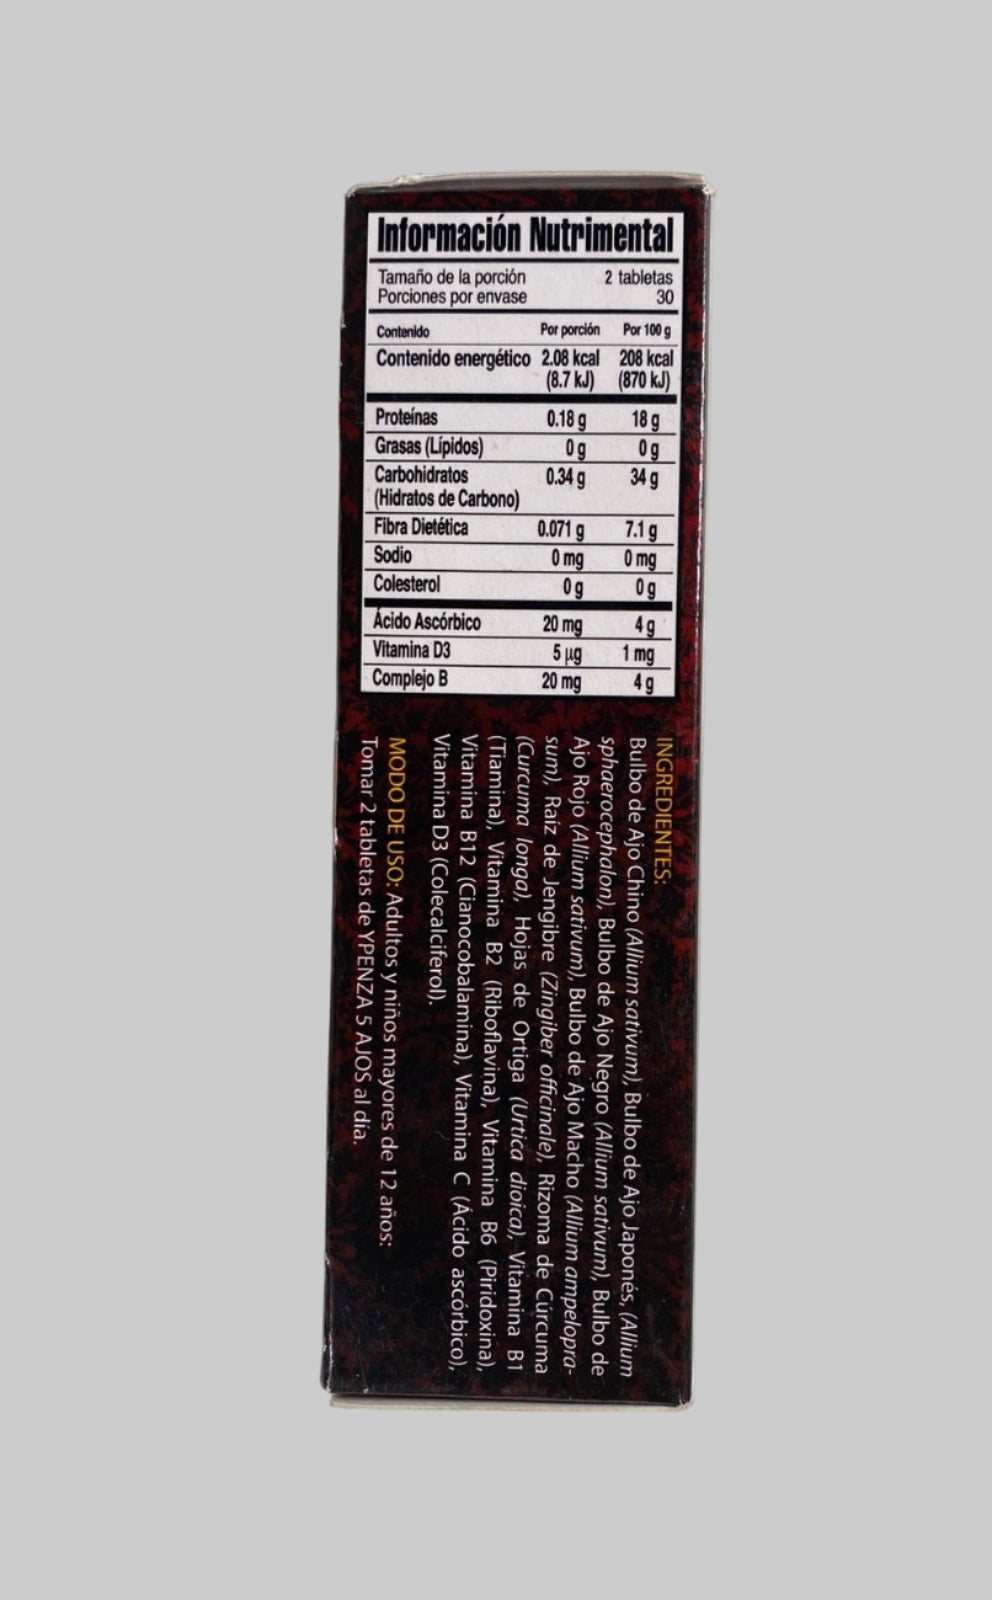 Información Nutrimental
Tamaño de la porción 2 tabletas
Porciones por envase 30
Contenido Por porción Por 100 g
Contenido energético 2.08 kcal 208 kcal
(8.7 kJ) (870 kJ)
Proteínas 0.18 g 18 g
Grasas (Lípidos) 0 g 0 g
Carbohidratos 0.34 g 34 g
(Hidratos de Carbono)
Fibra Dietética 0.071 g 7.1 g
Sodio 0 mg 0 mg
Colesterol 0 g 0 g
Ácido Ascórbico 20 mg 4 g
Vitamina D3 5 µg 1 mg
Complejo B 20 mg 4 g
INGREDIENTES:
Bulbo de Ajo Chino (Allium sativum), Bulbo de Ajo Japonés, (Allium
sphaerocephalon), Bulbo de Ajo Negro (Allium sativum), Bulbo de
Ajo Rojo (Allium sativum), Bulbo de Ajo Macho (Allium ampelopra-
sum), Raíz de Jengibre (Zingiber officinale), Rizoma de Cúrcuma
(Curcuma longa), Hojas de Ortiga (Urtica dioica), Vitamina B1
(Tiamina), Vitamina B2 (Riboflavina), Vitamina B6 (Piridoxina),
Vitamina B12 (Cianocobalamina), Vitamina C (Ácido ascórbico),
Vitamina D3 (Colecalciferol).
MODO DE USO: Adultos y niños mayores de 12 años:
Tomar 2 tabletas de YPENZA 5 AJOS al día.